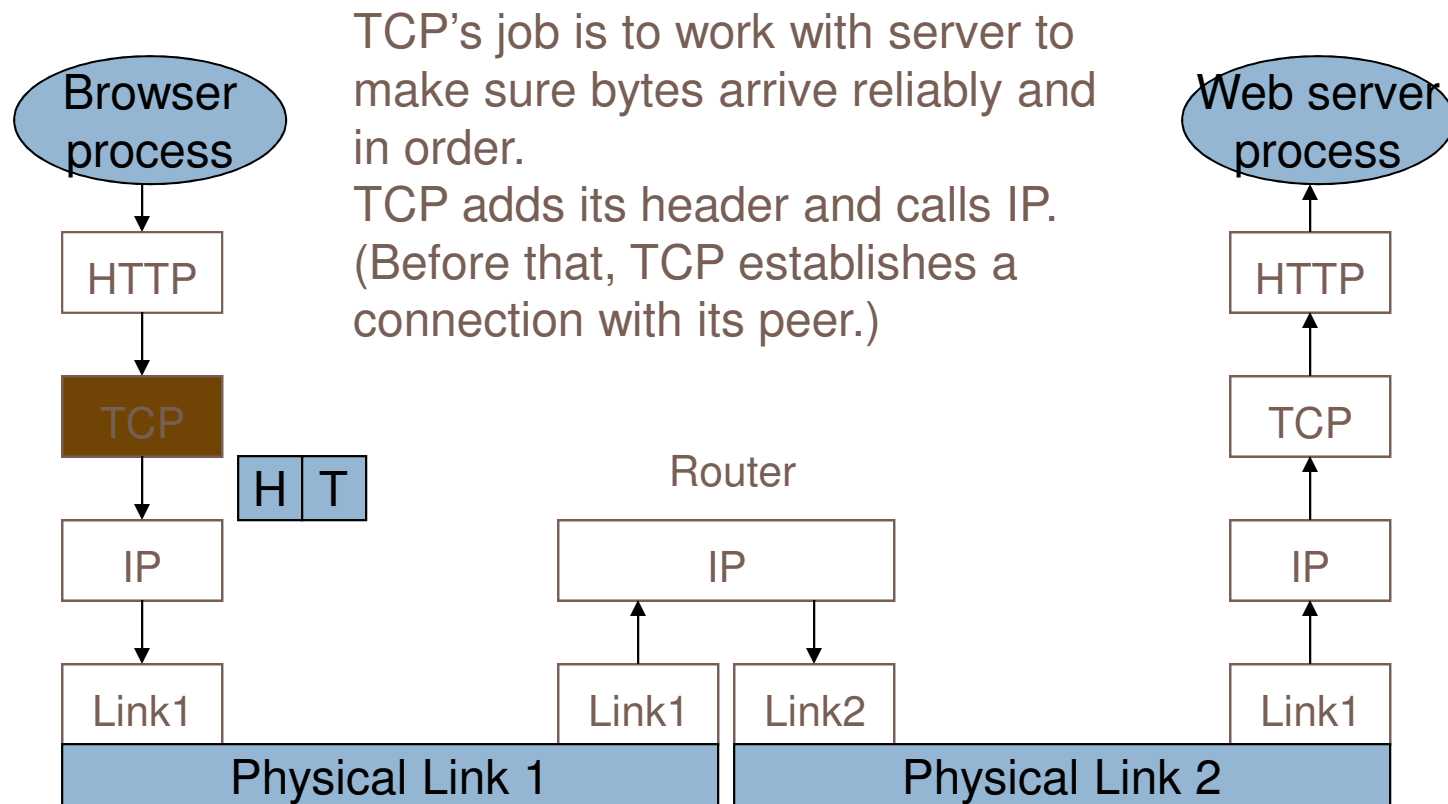 TCP’s job is to work with server to
make sure bytes arrive reliably and
in order.
TCP adds its header and calls IP.
(Before that, TCP establishes a
connection with its peer.)
Browser
process
Web server
process
HTTP
HTTP
TCP
TCP
H T
Router
IP
IP
IP
Link1
Link1
Link2
Link1
Physical Link 1
Physical Link 2